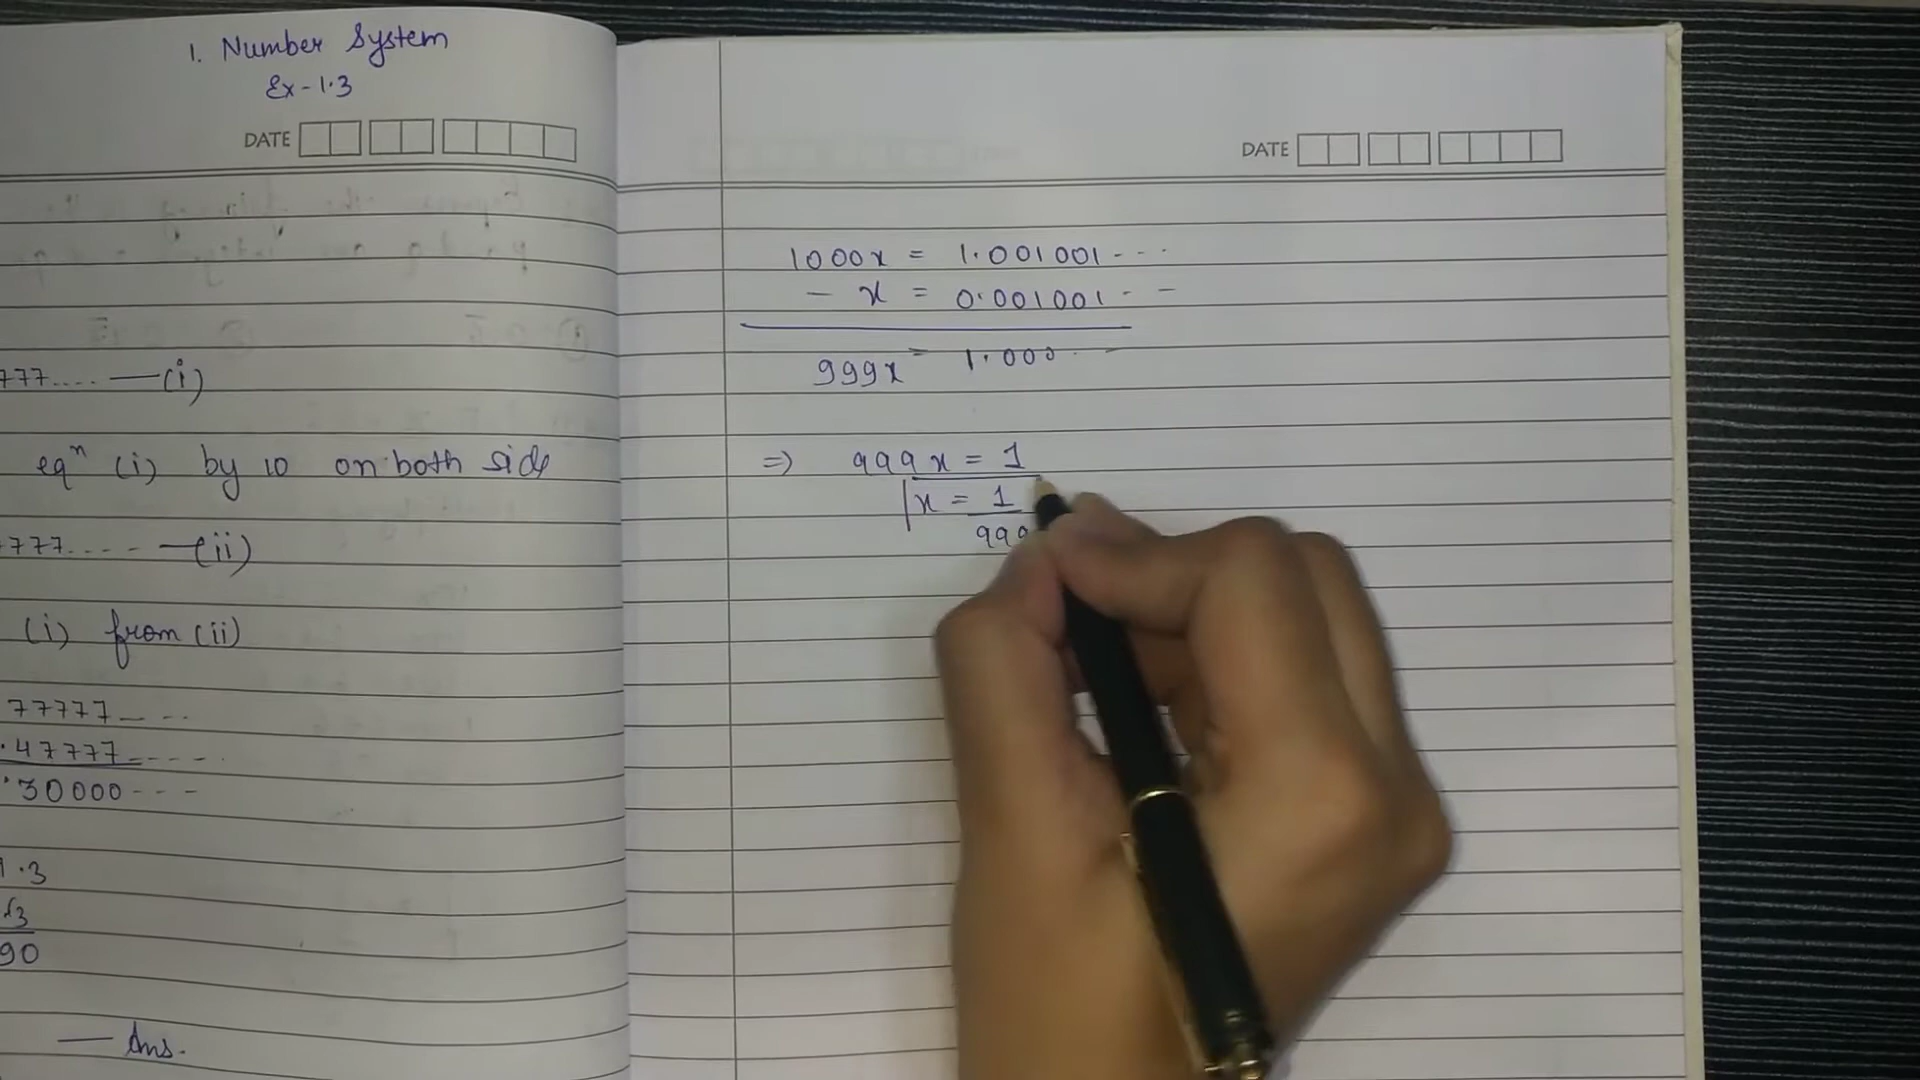 1. Number System
Ex-1.3
DATE
777.... —(i)
eqⁿ (i) by 10 on both side
777.... —(ii)
(i) from (ii)
77777— --
.47777----.
.30000---
1.3
43
90
— Ans.
DATE
1000x = 1.001001---
- x = 0.001001---
999x = 1.000---
=> 999x = 1
x = 1
999